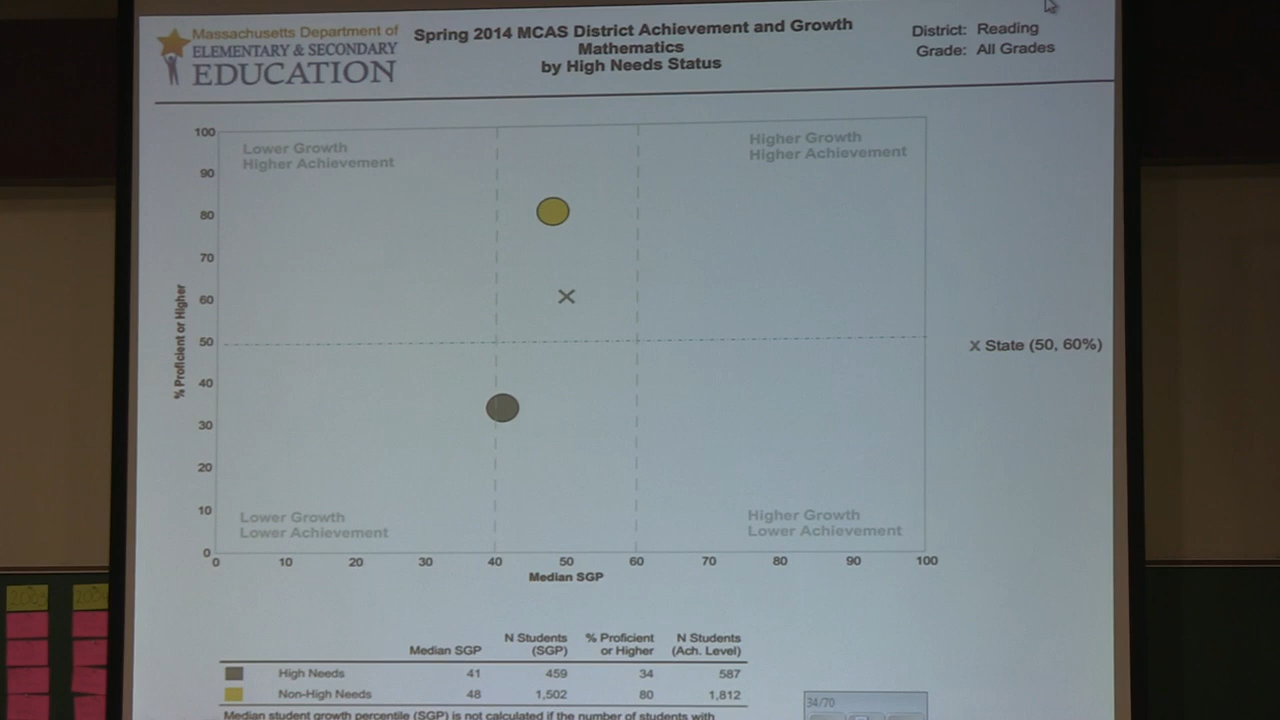 Massachusetts Department of
ELEMENTARY & SECONDARY
EDUCATION
Spring 2014 MCAS District Achievement and Growth
Mathematics
by High Needs Status
District: Reading
Grade: All Grades
Lower Growth
Higher Achievement
Higher Growth
Higher Achievement
100
90
80
70
60
50
40
30
20
10
0
% Proficient or Higher
X State (50, 60%)
Lower Growth
Lower Achievement
Higher Growth
Lower Achievement
0 10 20 30 40 50 60 70 80 90 100
Median SGP
Median SGP N Students (SGP) % Proficient or Higher N Students (Ach. Level)
High Needs 41 459 34 587
Non-High Needs 48 1,502 80 1,812
Median student growth percentile (SGP) is not calculated if the number of students with
34/70
2003